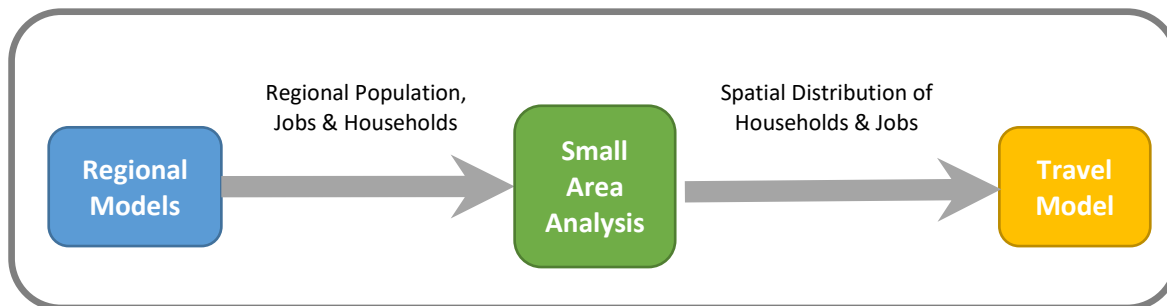 Regional Population,
Jobs & Households
Spatial Distribution of
Households & Jobs
Regional
Models
Small
Area
Analysis
Travel
Model